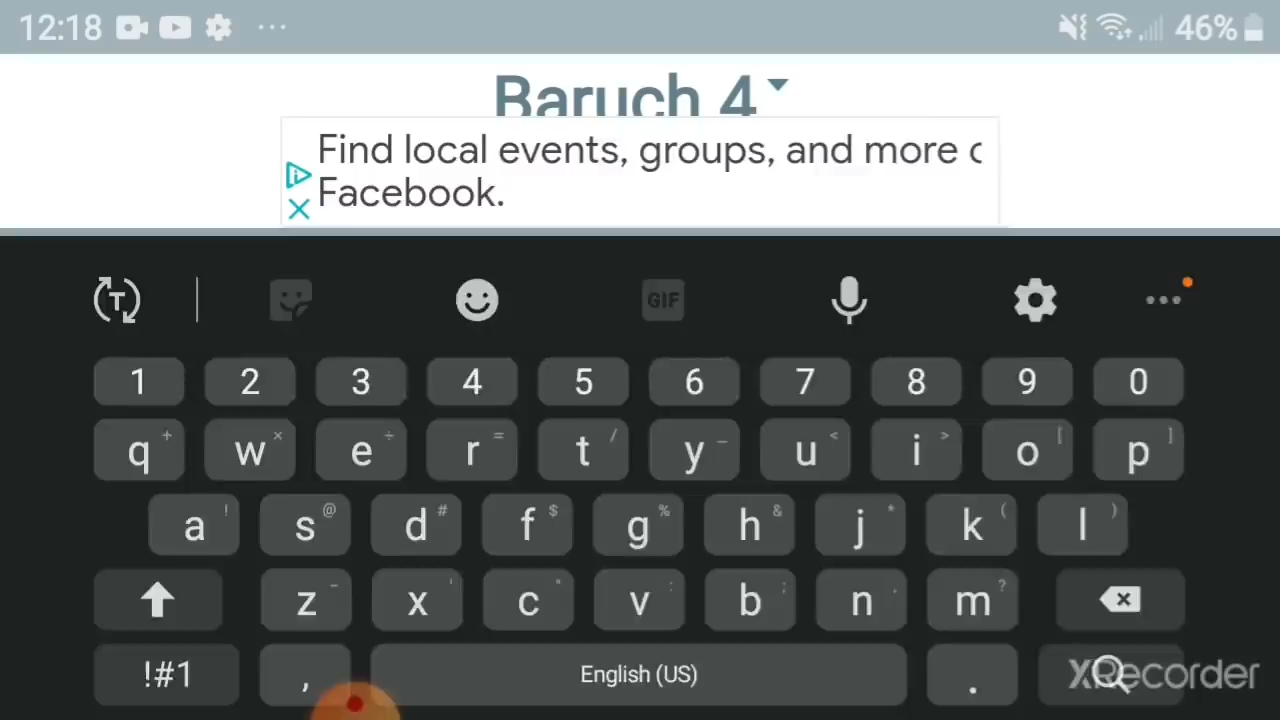 12:18 46%
Baruch 4
Find local events, groups, and more
Facebook.
T GIF
1 2 3 4 5 6 7 8 9 0
q + w × e ÷ r = t / y _ u < i > o [ p ]
a ! s @ d # f $ g % h & j * k ( l )
z - x ' c " v : b ; n , m ?
!#1 , English (US) .
XRecorder